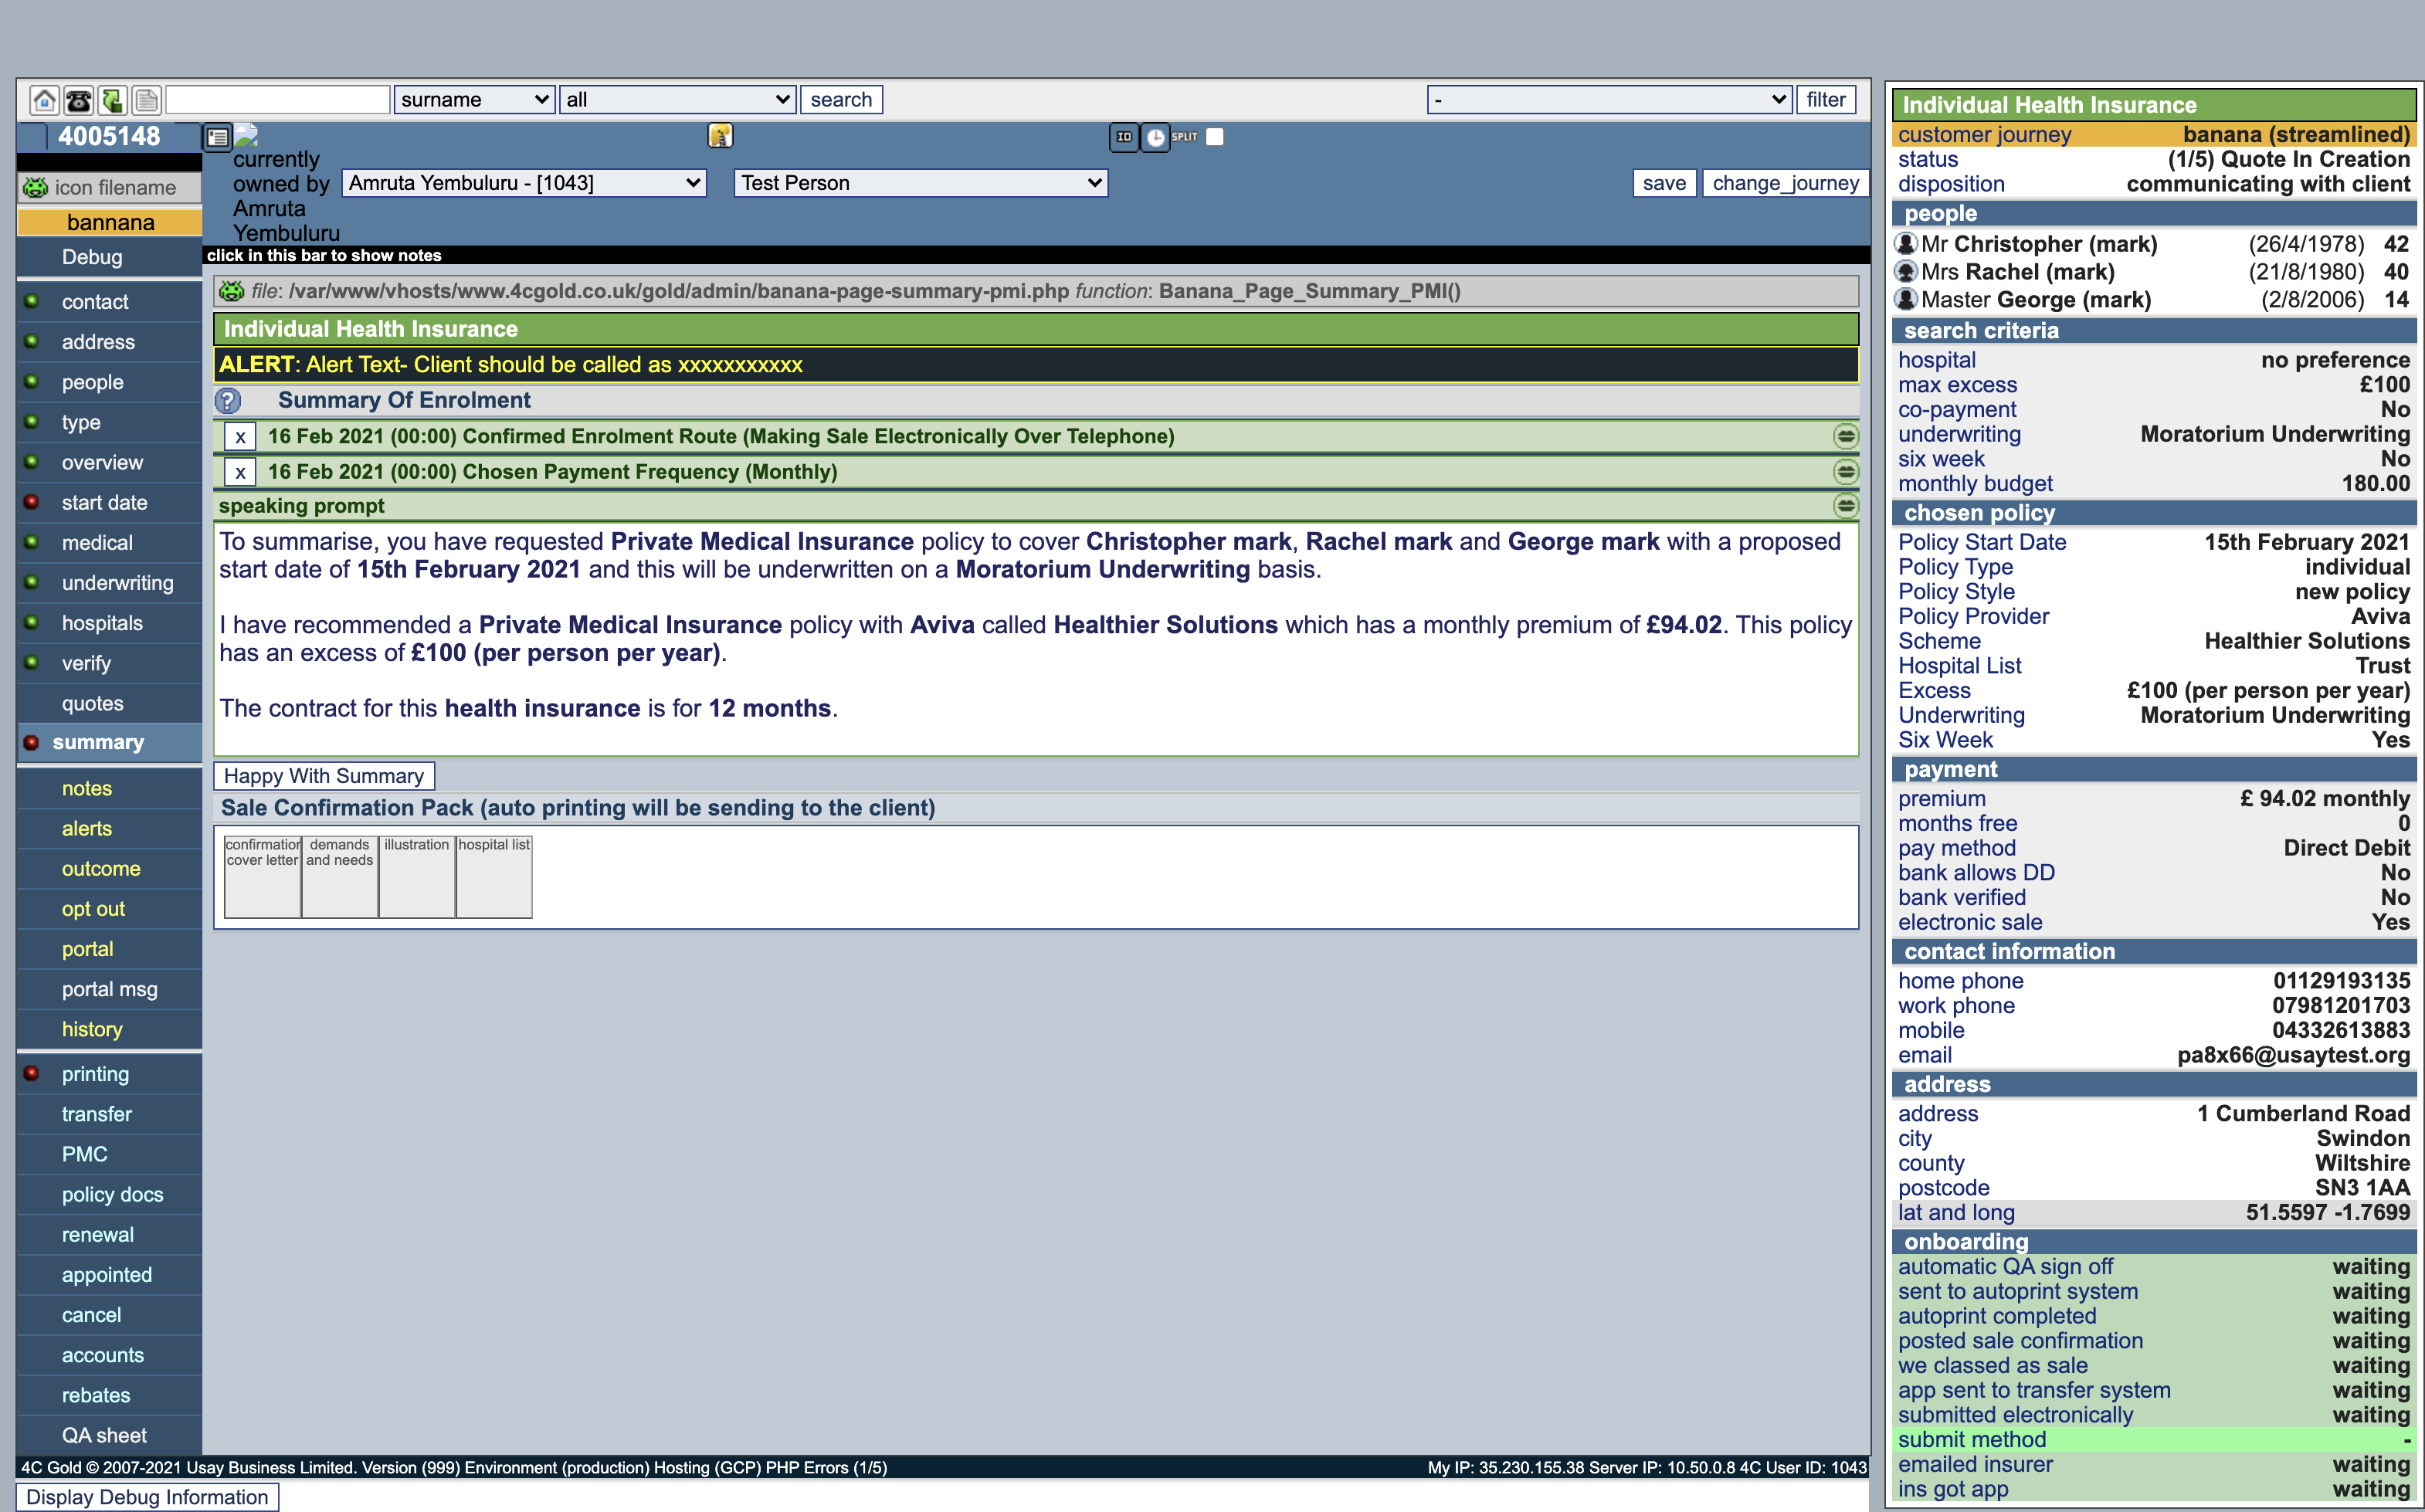 surname all search - filter
4005148 IO SPLIT
currently owned by Amruta Yembuluru Amruta Yembuluru - [1043] Test Person save change_journey
icon filename
bannana
Debug
contact
address
people
type
overview
start date
medical
underwriting
hospitals
verify
quotes
summary
notes
alerts
outcome
opt out
portal
portal msg
history
printing
transfer
PMC
policy docs
renewal
appointed
cancel
accounts
rebates
QA sheet
click in this bar to show notes
file: /var/www/vhosts/www.4cgold.co.uk/gold/admin/banana-page-summary-pmi.php function: Banana_Page_Summary_PMI()
Individual Health Insurance
ALERT: Alert Text- Client should be called as xxxxxxxxxxx
? Summary Of Enrolment
x 16 Feb 2021 (00:00) Confirmed Enrolment Route (Making Sale Electronically Over Telephone)
x 16 Feb 2021 (00:00) Chosen Payment Frequency (Monthly)
speaking prompt
To summarise, you have requested Private Medical Insurance policy to cover Christopher mark, Rachel mark and George mark with a proposed
start date of 15th February 2021 and this will be underwritten on a Moratorium Underwriting basis.
I have recommended a Private Medical Insurance policy with Aviva called Healthier Solutions which has a monthly premium of £94.02. This policy
has an excess of £100 (per person per year).
The contract for this health insurance is for 12 months.
Happy With Summary
Sale Confirmation Pack (auto printing will be sending to the client)
confirmation cover letter
demands and needs
illustration
hospital list
4C Gold © 2007-2021 Usay Business Limited. Version (999) Environment (production) Hosting (GCP) PHP Errors (1/5) My IP: 35.230.155.38 Server IP: 10.50.0.8 4C User ID: 1043
Display Debug Information
Individual Health Insurance
customer journey banana (streamlined)
status (1/5) Quote In Creation
disposition communicating with client
people
Mr Christopher (mark) (26/4/1978) 42
Mrs Rachel (mark) (21/8/1980) 40
Master George (mark) (2/8/2006) 14
search criteria
hospital no preference
max excess £100
co-payment No
underwriting Moratorium Underwriting
six week No
monthly budget 180.00
chosen policy
Policy Start Date 15th February 2021
Policy Type individual
Policy Style new policy
Policy Provider Aviva
Scheme Healthier Solutions
Hospital List Trust
Excess £100 (per person per year)
Underwriting Moratorium Underwriting
Six Week Yes
payment
premium £ 94.02 monthly
months free 0
pay method Direct Debit
bank allows DD No
bank verified No
electronic sale Yes
contact information
home phone 01129193135
work phone 07981201703
mobile 04332613883
email pa8x66@usaytest.org
address
address 1 Cumberland Road
city Swindon
county Wiltshire
postcode SN3 1AA
lat and long 51.5597 -1.7699
onboarding
automatic QA sign off waiting
sent to autoprint system waiting
autoprint completed waiting
posted sale confirmation waiting
we classed as sale waiting
app sent to transfer system waiting
submitted electronically waiting
submit method -
emailed insurer waiting
ins got app waiting